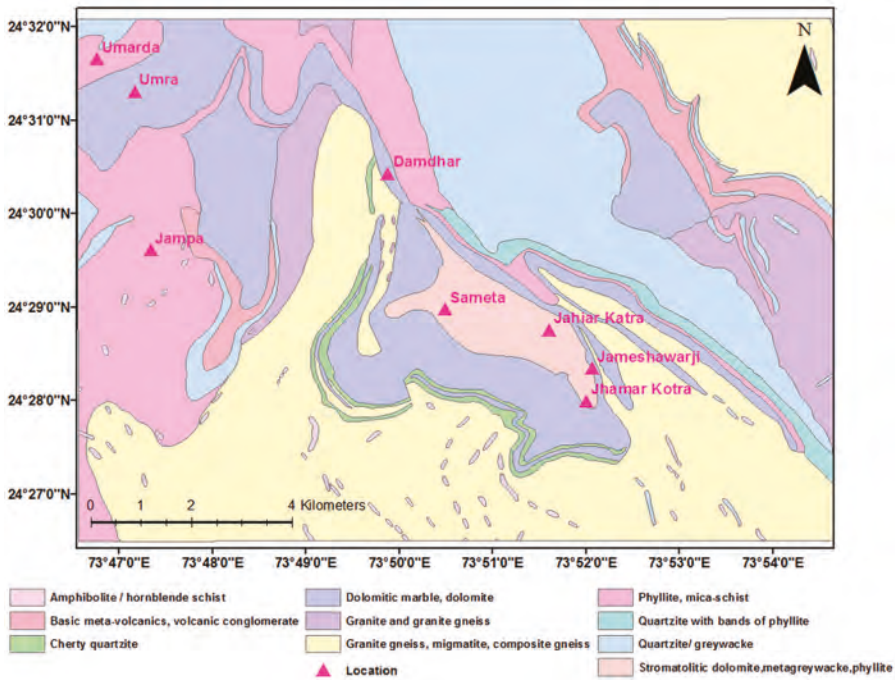 24°32'0"N
24°31'0"N
24°30'0"N
24°29'0"N
24°28'0"N
24°27'0"N
N
Umarda
Umra
Damdhar
Jampa
Sameta
Jahiar Katra
Jameshawarji
Jhamar Kotra
0 1 2 4 Kilometers
73°47'0"E 73°48'0"E 73°49'0"E 73°50'0"E 73°51'0"E 73°52'0"E 73°53'0"E 73°54'0"E
Amphibolite / hornblende schist
Basic meta-volcanics, volcanic conglomerate
Cherty quartzite
Dolomitic marble, dolomite
Granite and granite gneiss
Granite gneiss, migmatite, composite gneiss
Location
Phyllite, mica-schist
Quartzite with bands of phyllite
Quartzite/ greywacke
Stromatolitic dolomite,metagreywacke,phyllite